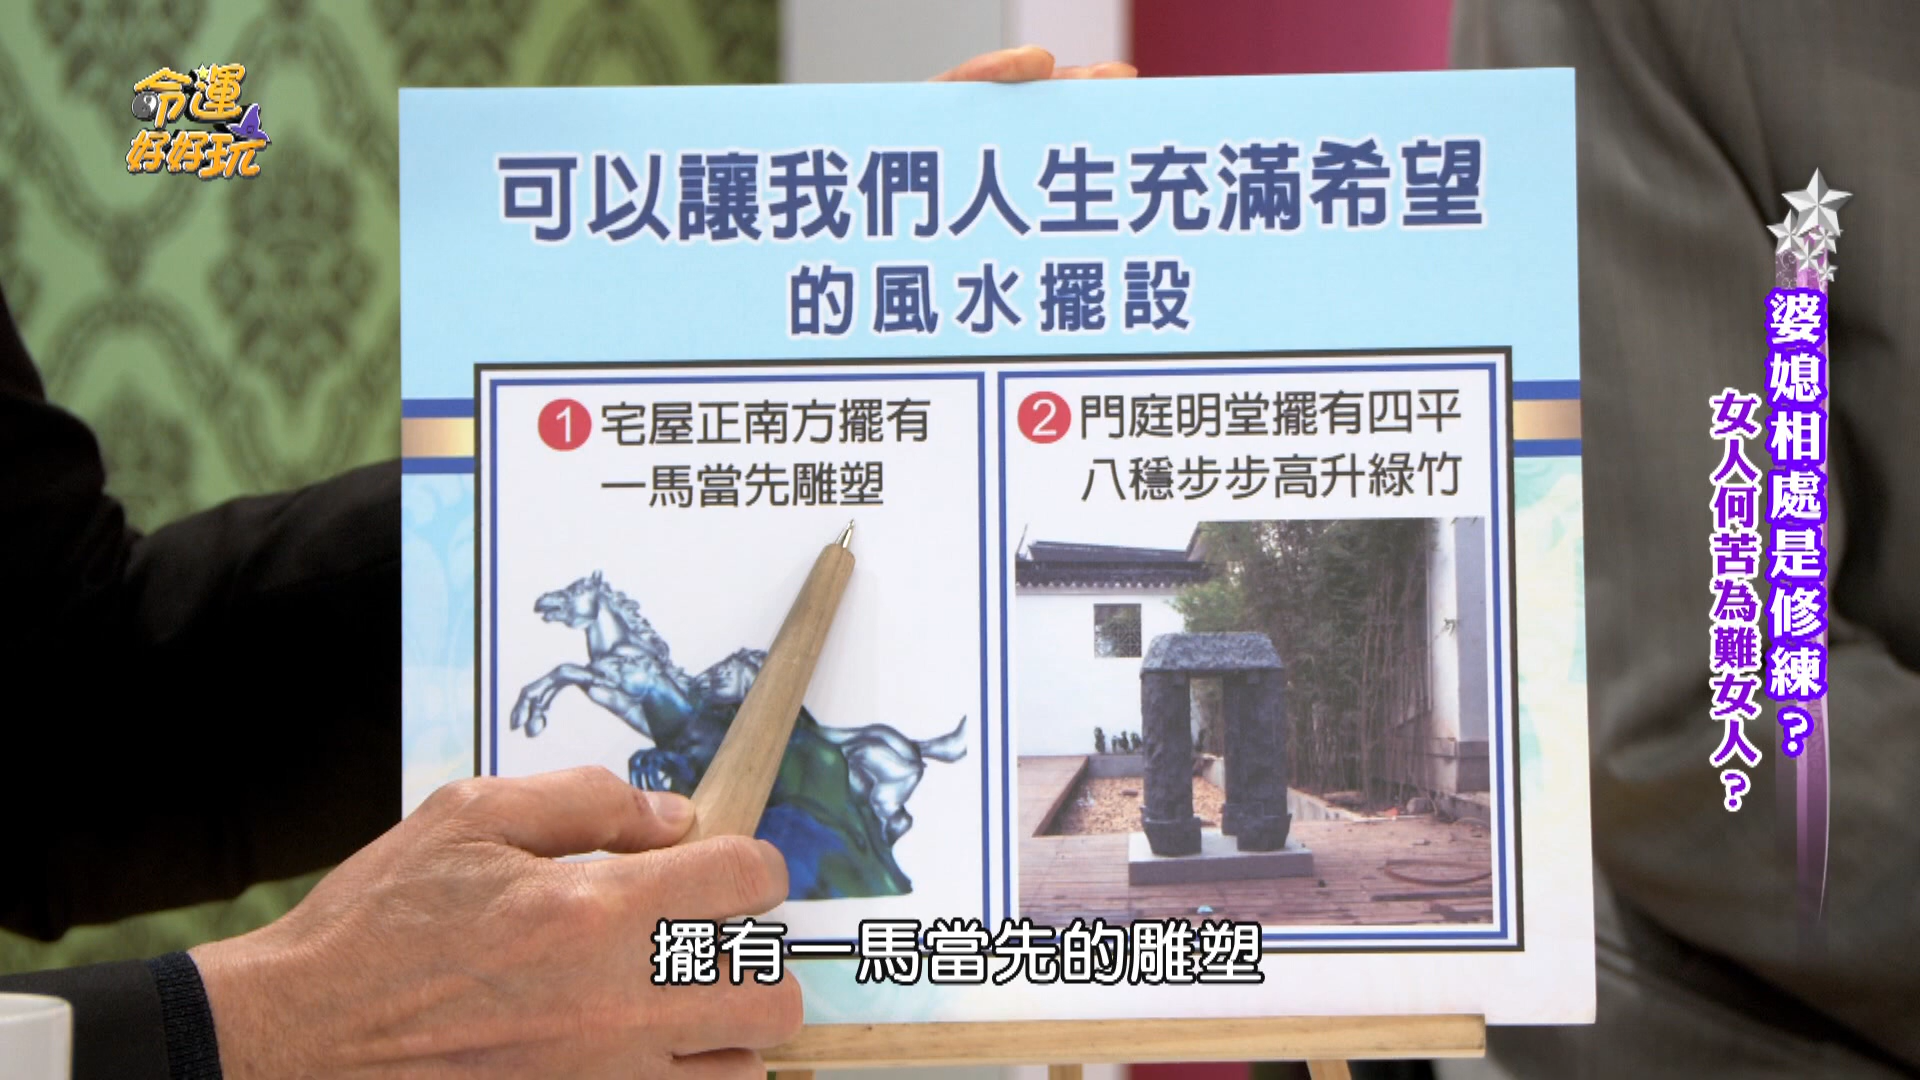 命運
好好玩
可以讓我們人生充滿希望
的風水擺設
1 宅屋正南方擺有
一馬當先雕塑
2 門庭明堂擺有四平
八穩步步高升綠竹
婆媳相處是修練？
女人何苦為難女人？
擺有一馬當先的雕塑